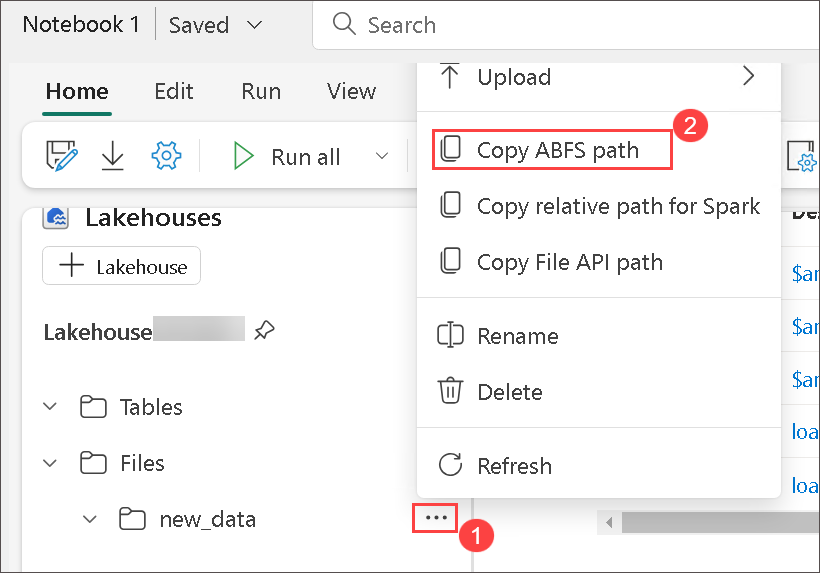 Notebook 1
Saved
Search
Home
Edit
Run
View
Run all
Lakehouses
Lakehouse
Lakehouse
Tables
Files
new_data
1
Upload
Copy ABFS path
2
Copy relative path for Spark
Copy File API path
Rename
Delete
Refresh
$ar
$ar
$ar
loa
loa